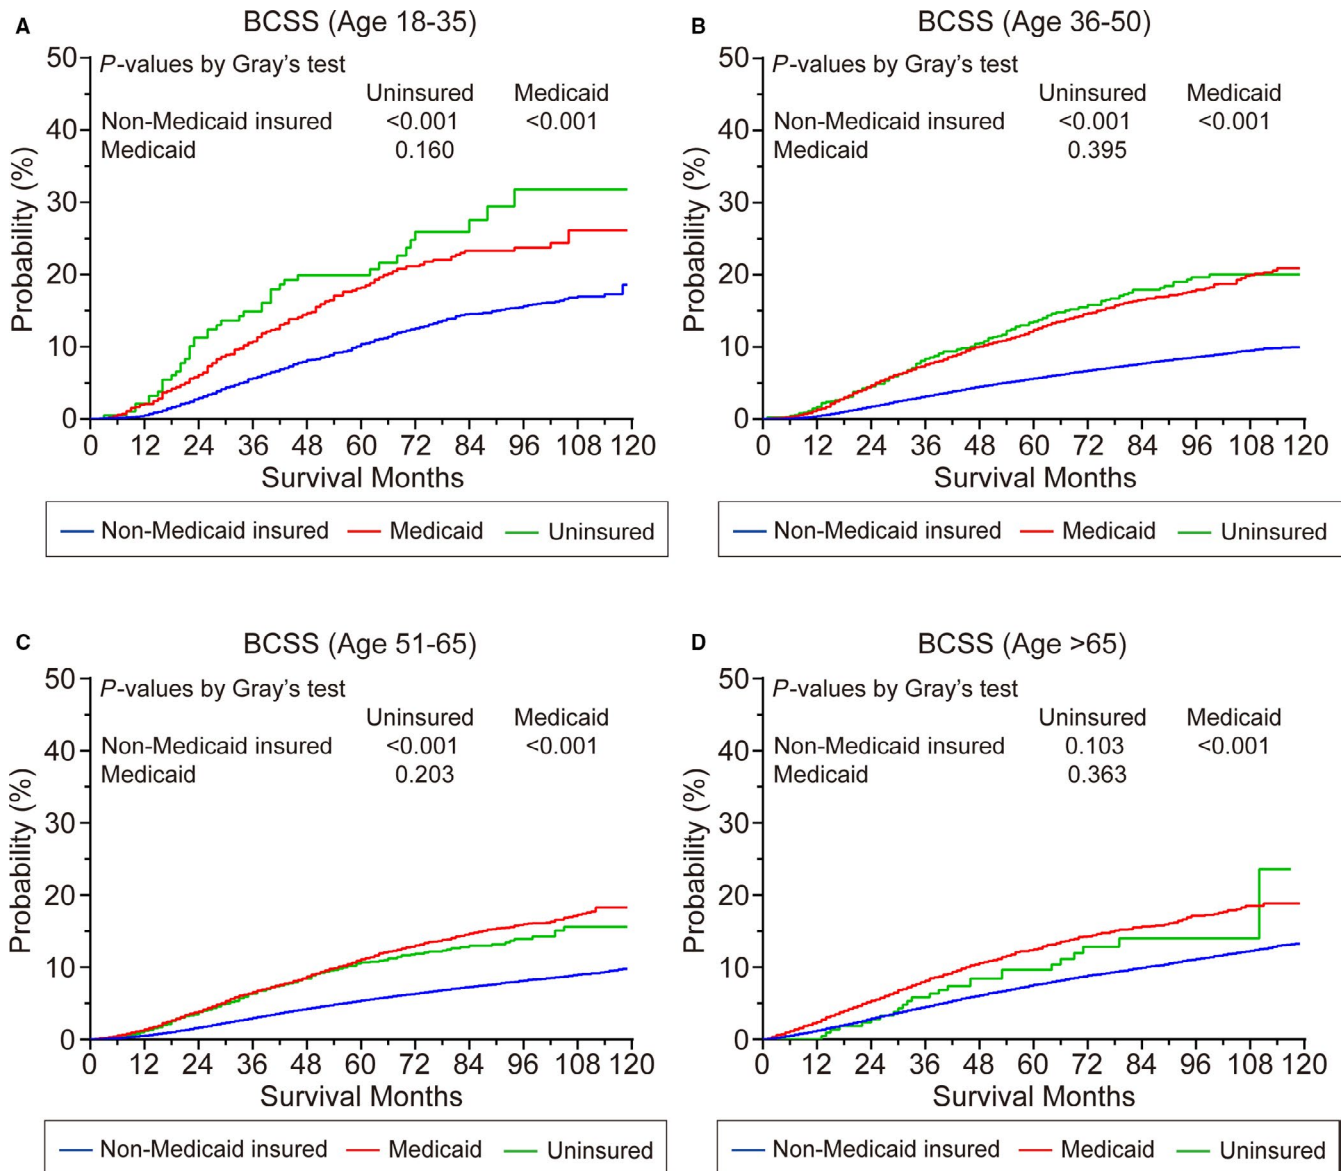 A
BCSS (Age 18-35)
Probability (%)
50
40
30
20
10
0
P-values by Gray's test
Uninsured Medicaid
Non-Medicaid insured <0.001 <0.001
Medicaid 0.160
0 12 24 36 48 60 72 84 96 108 120
Survival Months
Non-Medicaid insured Medicaid Uninsured
B
BCSS (Age 36-50)
Probability (%)
50
40
30
20
10
0
P-values by Gray's test
Uninsured Medicaid
Non-Medicaid insured <0.001 <0.001
Medicaid 0.395
0 12 24 36 48 60 72 84 96 108 120
Survival Months
Non-Medicaid insured Medicaid Uninsured
C
BCSS (Age 51-65)
Probability (%)
50
40
30
20
10
0
P-values by Gray's test
Uninsured Medicaid
Non-Medicaid insured <0.001 <0.001
Medicaid 0.203
0 12 24 36 48 60 72 84 96 108 120
Survival Months
Non-Medicaid insured Medicaid Uninsured
D
BCSS (Age >65)
Probability (%)
50
40
30
20
10
0
P-values by Gray's test
Uninsured Medicaid
Non-Medicaid insured 0.103 <0.001
Medicaid 0.363
0 12 24 36 48 60 72 84 96 108 120
Survival Months
Non-Medicaid insured Medicaid Uninsured